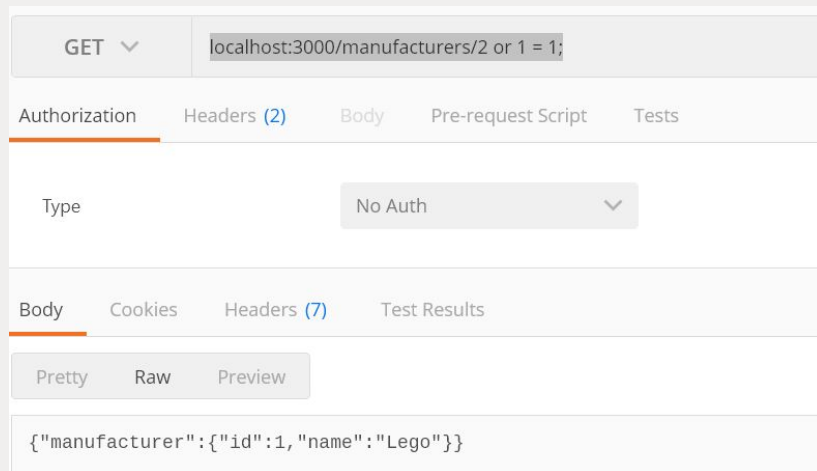 GET localhost:3000/manufacturers/2 or 1 = 1;
Authorization Headers (2) Body Pre-request Script Tests
Type No Auth
Body Cookies Headers (7) Test Results
Pretty Raw Preview
{"manufacturer":{"id":1,"name":"Lego"}}